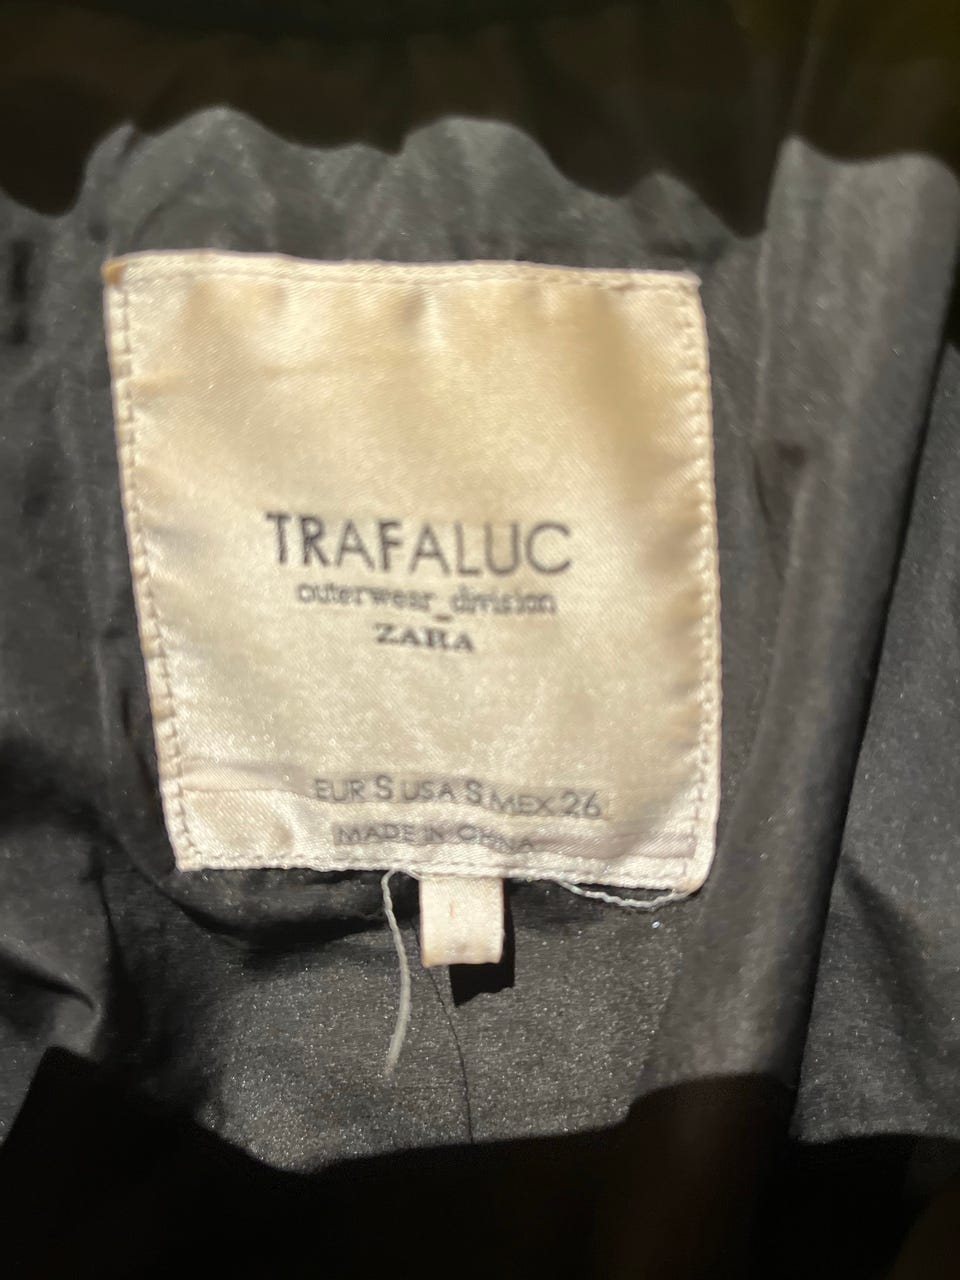 TRAFALUC
outerwear_division
ZARA
EUR S USA S MEX 26
MADE IN CHINA